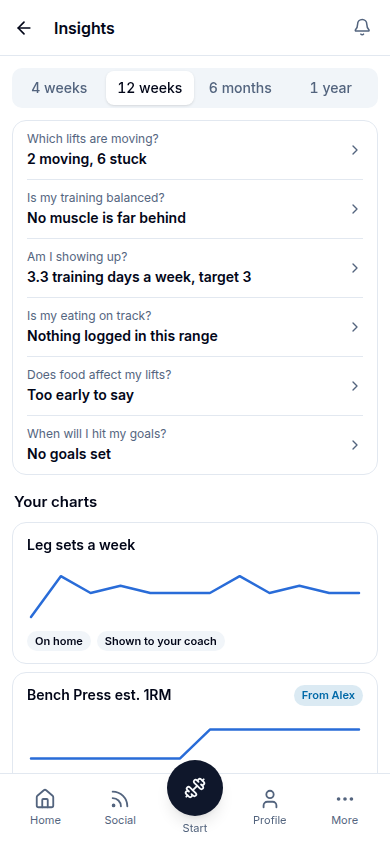 Insights
4 weeks
12 weeks
6 months
1 year
Which lifts are moving?
2 moving, 6 stuck
Is my training balanced?
No muscle is far behind
Am I showing up?
3.3 training days a week, target 3
Is my eating on track?
Nothing logged in this range
Does food affect my lifts?
Too early to say
When will I hit my goals?
No goals set
Your charts
Leg sets a week
On home
Shown to your coach
Bench Press est. 1RM
From Alex
Home
Social
Start
Profile
More